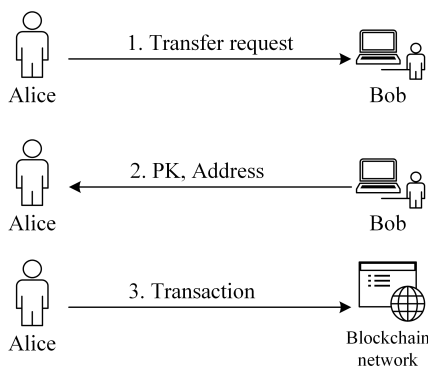 1. Transfer request
Alice
Bob
2. PK, Address
Alice
Bob
3. Transaction
Alice
Blockchain
network